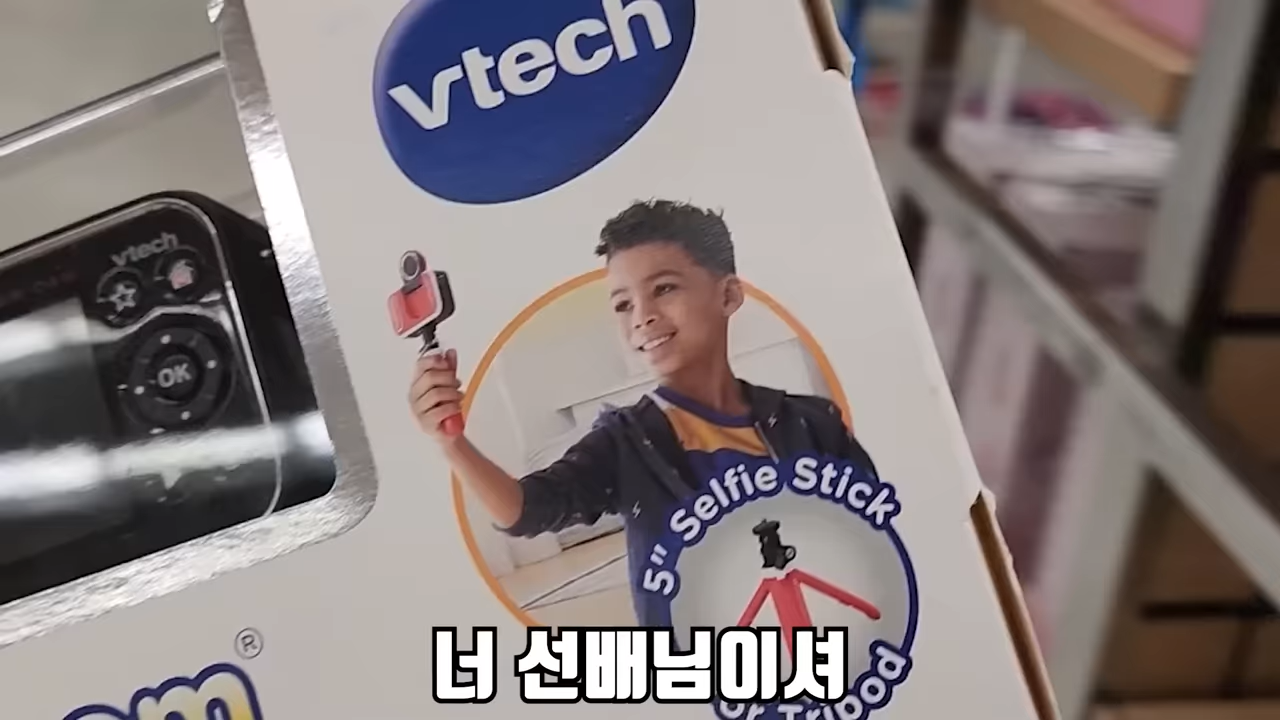 vtech
vtech
OK
5" Selfie Stick
or Tripod
®
m
너 선배님이셔